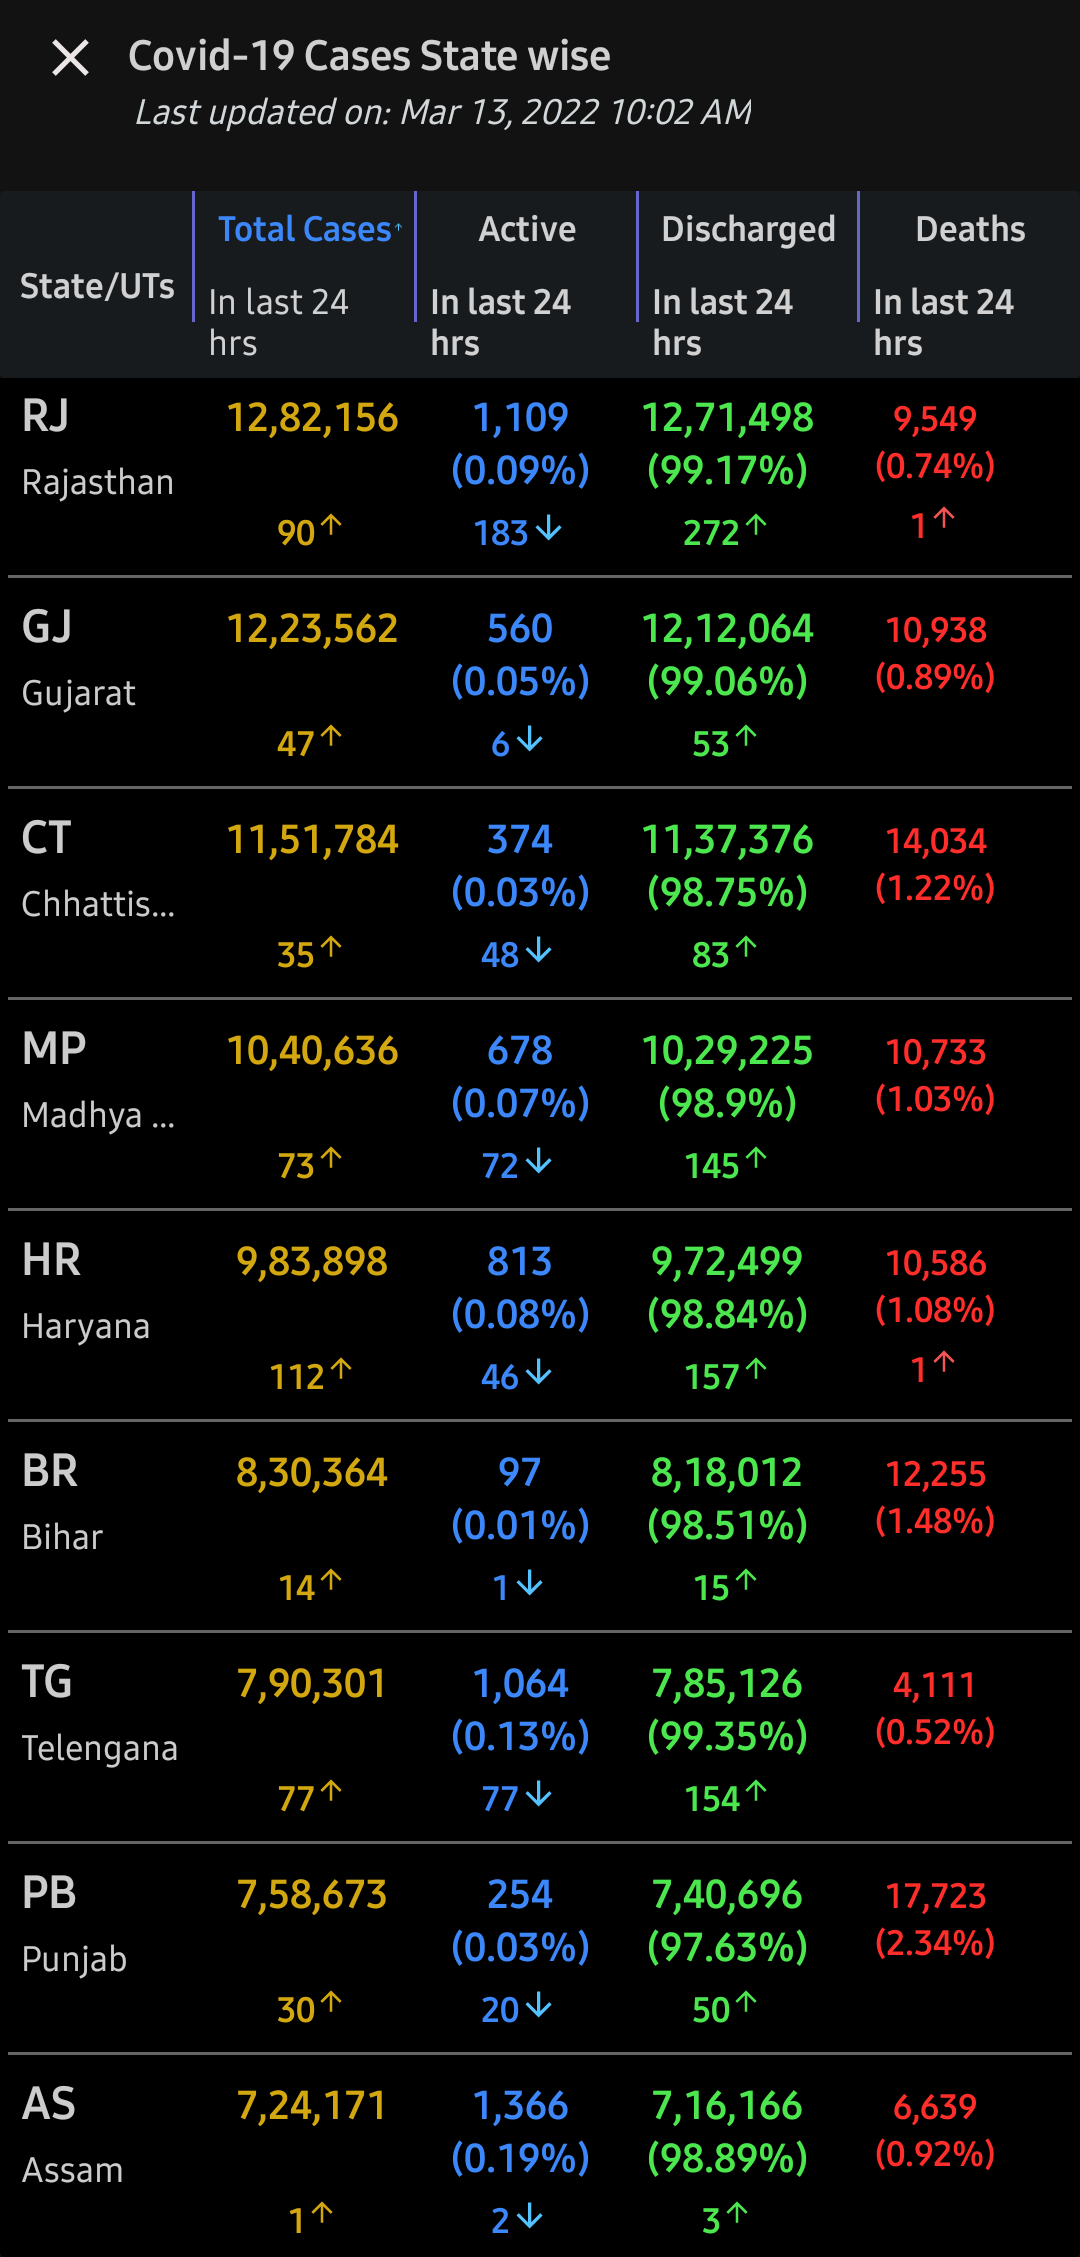 Covid-19 Cases State wise
Last updated on: Mar 13, 2022 10:02 AM
State/UTs
Total Cases↑ Active Discharged Deaths
In last 24 hrs In last 24 hrs In last 24 hrs In last 24 hrs
RJ 12,82,156 1,109 12,71,498 9,549
(0.09%) (99.17%) (0.74%)
Rajasthan
90↑ 183↓ 272↑ 1↑
GJ 12,23,562 560 12,12,064 10,938
(0.05%) (99.06%) (0.89%)
Gujarat
47↑ 6↓ 53↑
CT 11,51,784 374 11,37,376 14,034
(0.03%) (98.75%) (1.22%)
Chhattis...
35↑ 48↓ 83↑
MP 10,40,636 678 10,29,225 10,733
(0.07%) (98.9%) (1.03%)
Madhya ...
73↑ 72↓ 145↑
HR 9,83,898 813 9,72,499 10,586
(0.08%) (98.84%) (1.08%)
Haryana
112↑ 46↓ 157↑ 1↑
BR 8,30,364 97 8,18,012 12,255
(0.01%) (98.51%) (1.48%)
Bihar
14↑ 1↓ 15↑
TG 7,90,301 1,064 7,85,126 4,111
(0.13%) (99.35%) (0.52%)
Telengana
77↑ 77↓ 154↑
PB 7,58,673 254 7,40,696 17,723
(0.03%) (97.63%) (2.34%)
Punjab
30↑ 20↓ 50↑
AS 7,24,171 1,366 7,16,166 6,639
(0.19%) (98.89%) (0.92%)
Assam
1↑ 2↓ 3↑